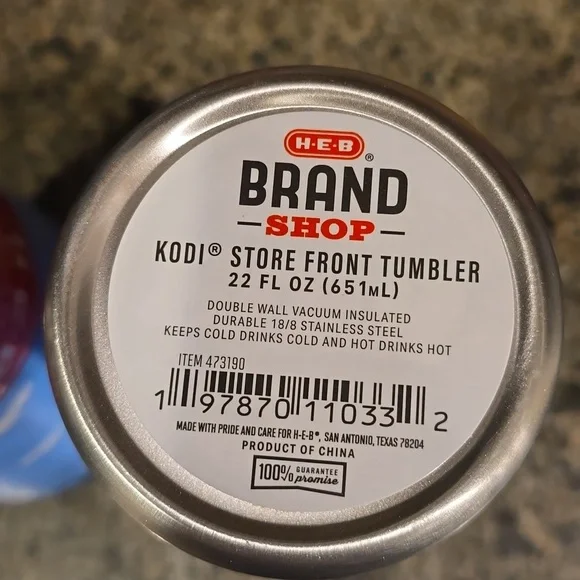 H-E-B®
BRAND
SHOP
KODI® STORE FRONT TUMBLER
22 FL OZ (651mL)
DOUBLE WALL VACUUM INSULATED
DURABLE 18/8 STAINLESS STEEL
KEEPS COLD DRINKS COLD AND HOT DRINKS HOT
ITEM 473190
1 97870 11033 2
MADE WITH PRIDE AND CARE FOR H-E-B®, SAN ANTONIO, TEXAS 78204
PRODUCT OF CHINA
100% GUARANTEE promise